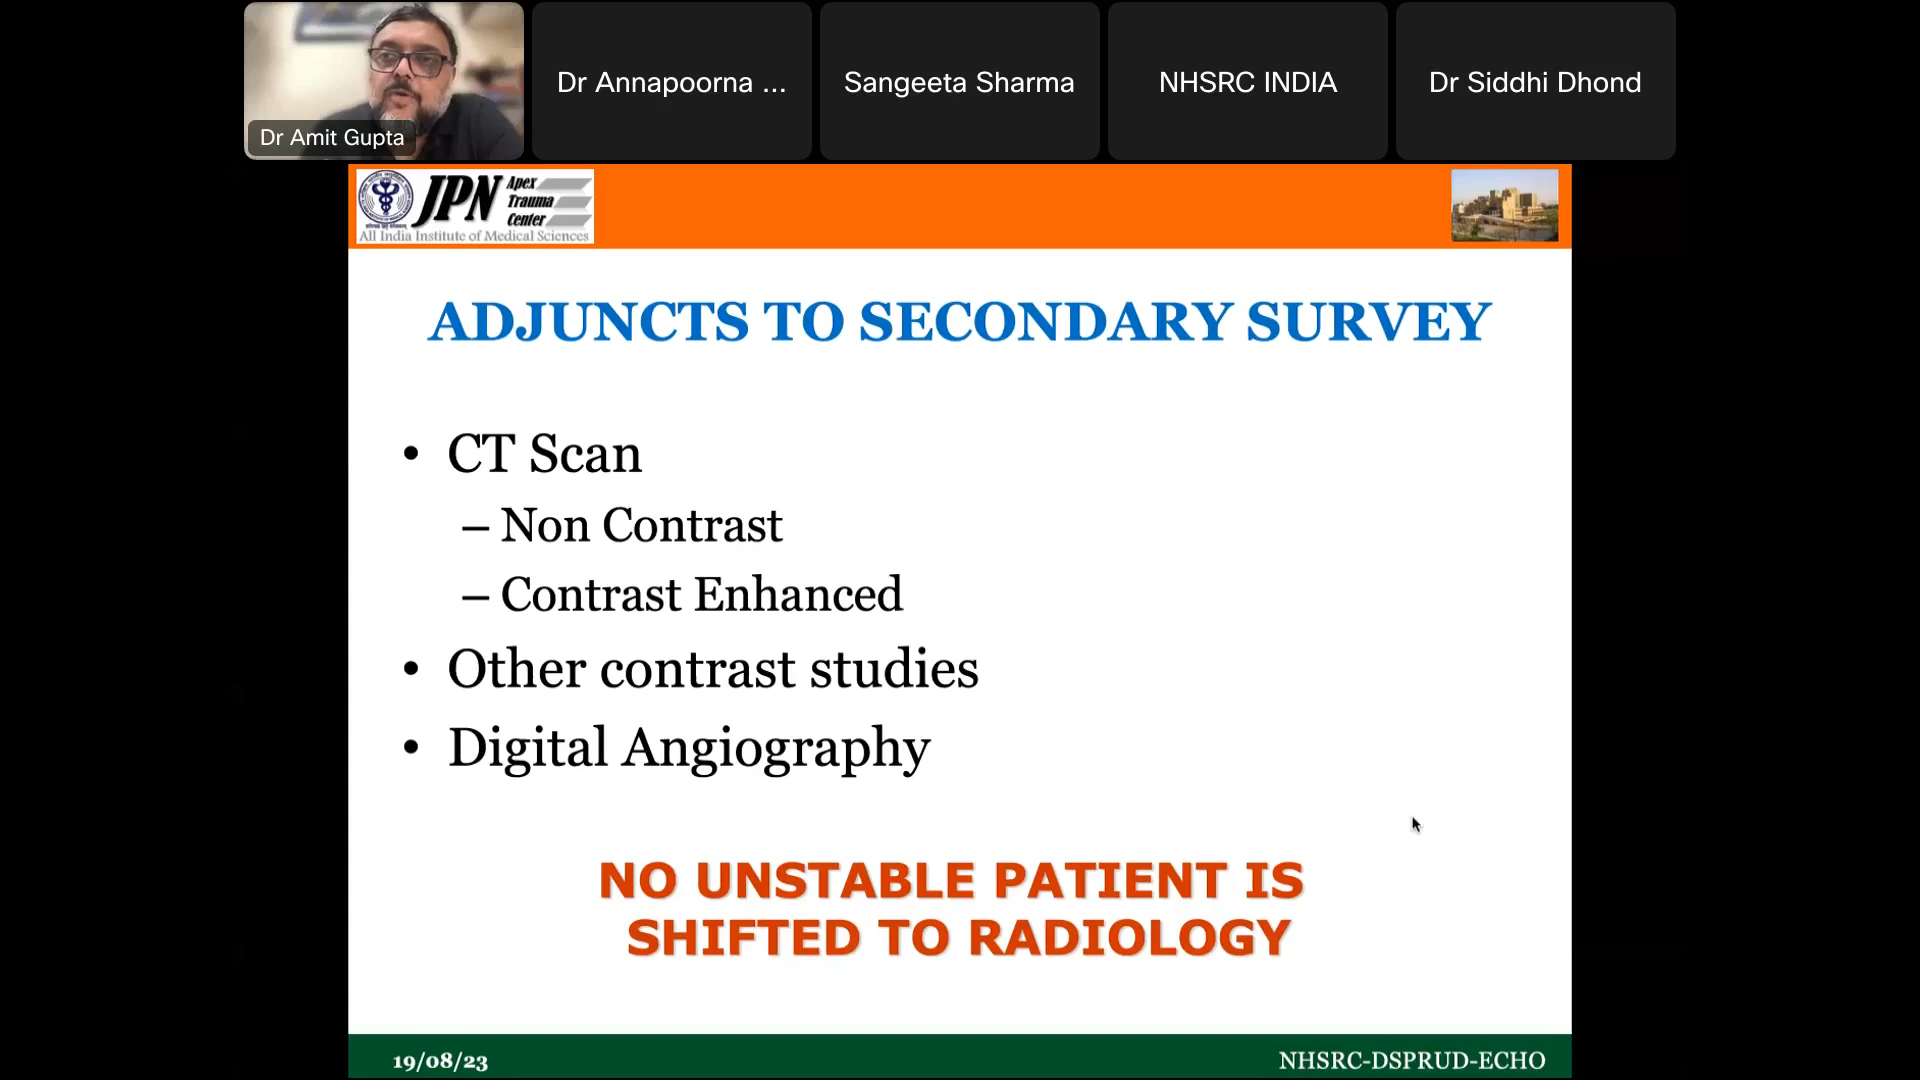 Dr Amit Gupta
Dr Annapoorna ...
Sangeeta Sharma
NHSRC INDIA
Dr Siddhi Dhond
JPN Apex
Trauma
Center
All India Institute of Medical Sciences
ADJUNCTS TO SECONDARY SURVEY
• CT Scan
– Non Contrast
– Contrast Enhanced
• Other contrast studies
• Digital Angiography
NO UNSTABLE PATIENT IS
SHIFTED TO RADIOLOGY
19/08/23
NHSRC-DSPRUD-ECHO